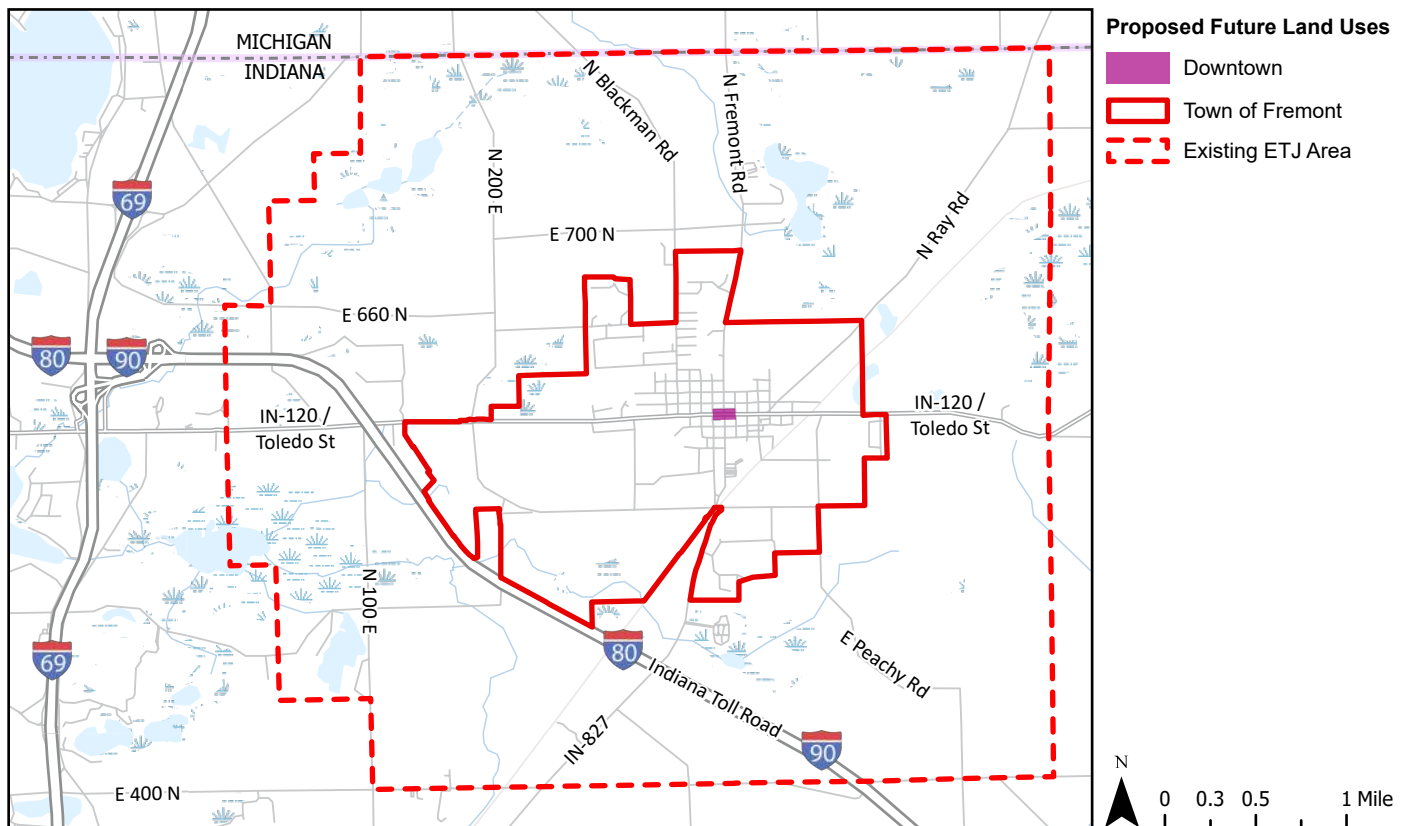 Proposed Future Land Uses
Downtown
Town of Fremont
Existing ETJ Area
MICHIGAN
INDIANA
N Blackman Rd
N Fremont Rd
N 200 E
69
N Ray Rd
E 700 N
E 660 N
80
90
IN-120 /
Toledo St
IN-120 /
Toledo St
N 100 E
69
80
E Peachy Rd
Indiana Toll Road
IN-827
90
E 400 N
N
0 0.3 0.5 1 Mile